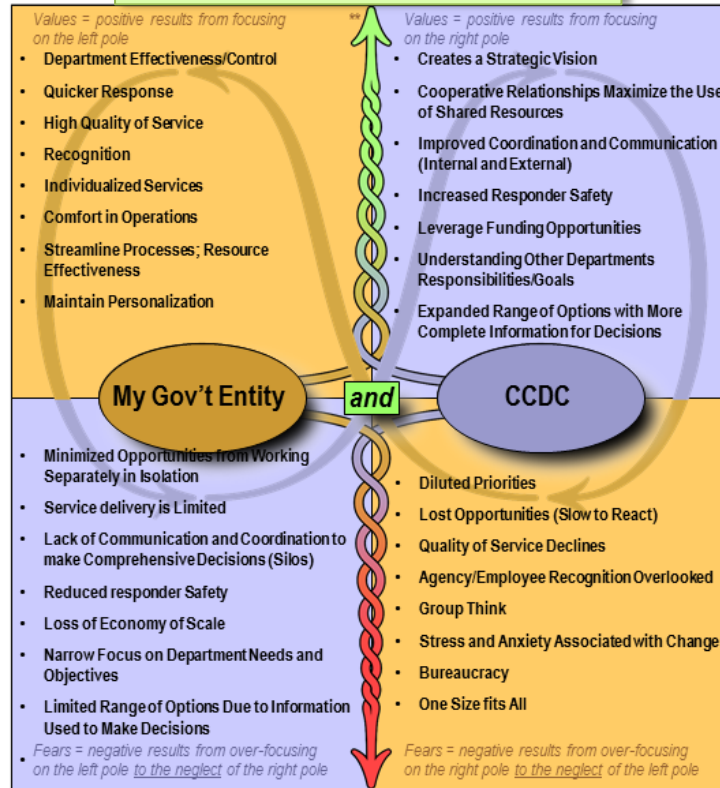 Values = positive results from focusing
on the left pole
• Department Effectiveness/Control
• Quicker Response
• High Quality of Service
• Recognition
• Individualized Services
• Comfort in Operations
• Streamline Processes; Resource
Effectiveness
• Maintain Personalization
**
Values = positive results from focusing
on the right pole
• Creates a Strategic Vision
• Cooperative Relationships Maximize the Use
of Shared Resources
• Improved Coordination and Communication
(Internal and External)
• Increased Responder Safety
• Leverage Funding Opportunities
• Understanding Other Departments
Responsibilities/Goals
• Expanded Range of Options with More
Complete Information for Decisions
My Gov't Entity
and
CCDC
• Minimized Opportunities from Working
Separately in Isolation
• Service delivery is Limited
• Lack of Communication and Coordination to
make Comprehensive Decisions (Silos)
• Reduced responder Safety
• Loss of Economy of Scale
• Narrow Focus on Department Needs and
Objectives
• Limited Range of Options Due to Information
Used to Make Decisions
•
Fears = negative results from over-focusing
on the left pole to the neglect of the right pole
• Diluted Priorities
• Lost Opportunities (Slow to React)
• Quality of Service Declines
• Agency/Employee Recognition Overlooked
• Group Think
• Stress and Anxiety Associated with Change
• Bureaucracy
• One Size fits All
Fears = negative results from over-focusing
on the right pole to the neglect of the left pole